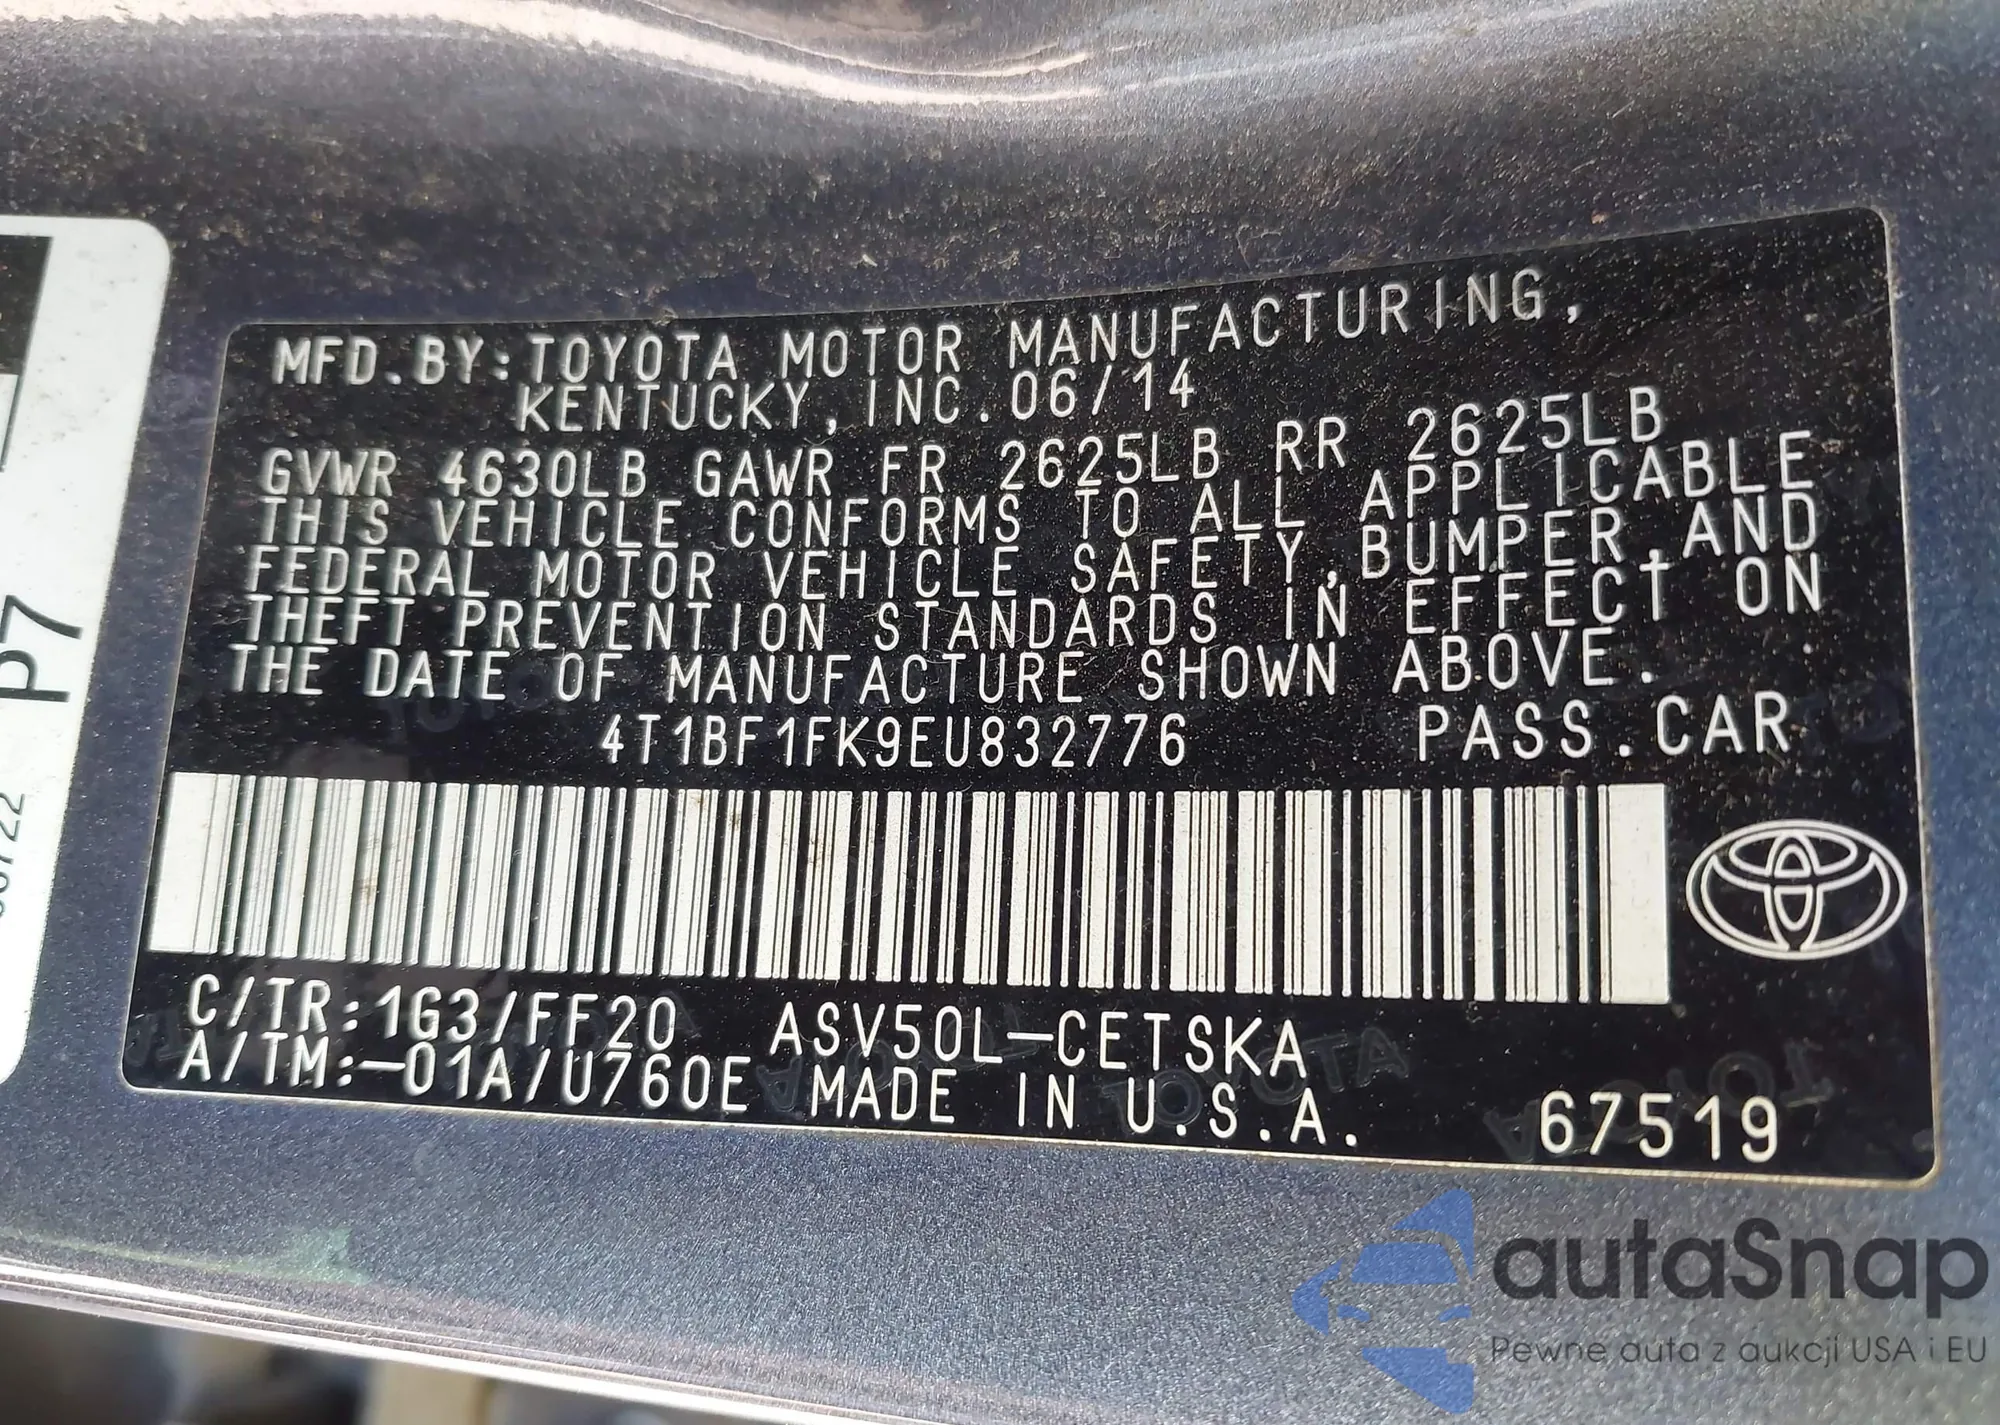 MFD.BY:TOYOTA MOTOR MANUFACTURING,
KENTUCKY,INC.06/14
GVWR 4630LB GAWR FR 2625LB RR 2625LB
THIS VEHICLE CONFORMS TO ALL APPLICABLE
FEDERAL MOTOR VEHICLE SAFETY,BUMPER,AND
THEFT PREVENTION STANDARDS IN EFFECT ON
THE DATE OF MANUFACTURE SHOWN ABOVE.
4T1BF1FK9EU832776 PASS.CAR
C/TR:1G3/FF20 ASV50L-CETSKA
A/TM:-01A/U760E MADE IN U.S.A. 67519
P7
autaSnap
Pewne auta z aukcji USA i EU